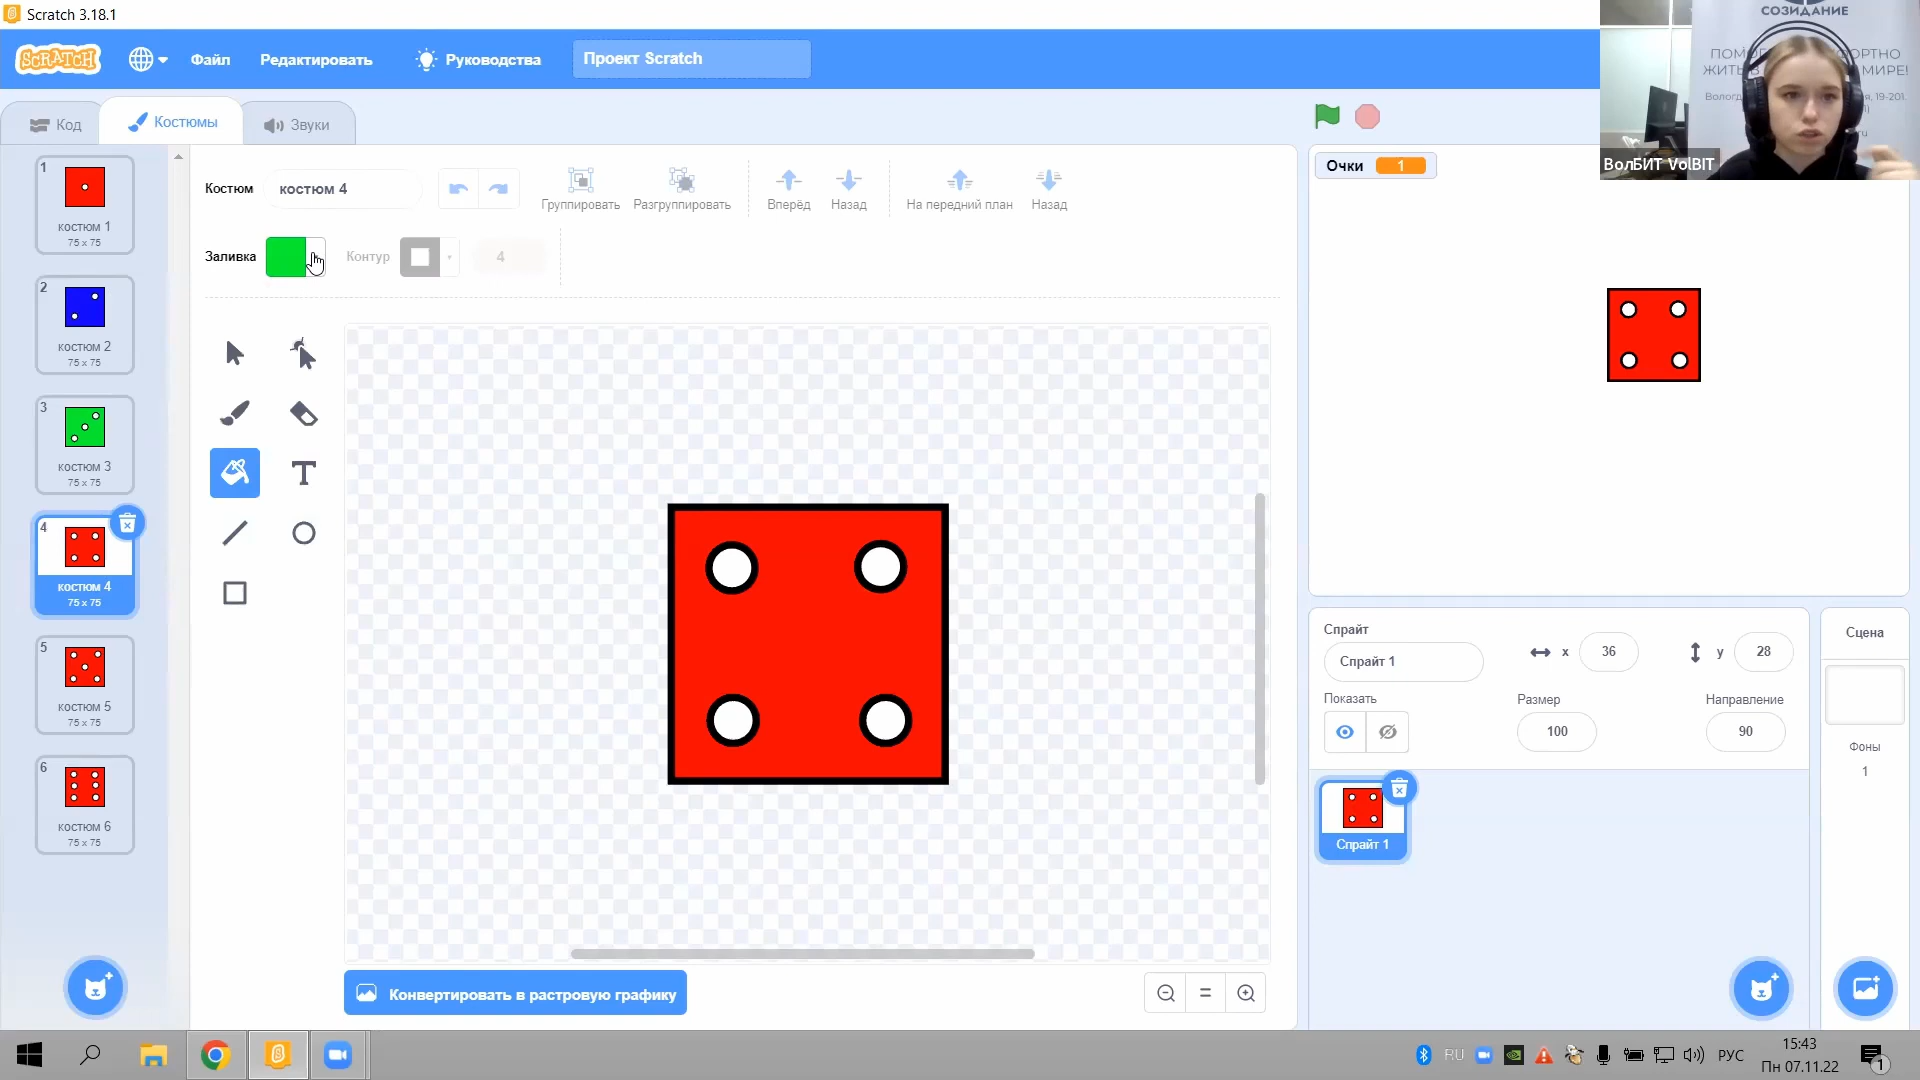 Scratch 3.18.1
SCRATCH
Файл
Редактировать
Руководства
Проект Scratch
СОЗИДАНИЕ
ЖИТЬ В МИРЕ!
ВолБИТ VolBIT
Код
Костюмы
Звуки
Костюм
костюм 4
Группировать
Разгруппировать
Вперёд
Назад
На передний план
Назад
Заливка
Контур
4
1
костюм 1
75 x 75
2
костюм 2
75 x 75
3
костюм 3
75 x 75
4
костюм 4
75 x 75
5
костюм 5
75 x 75
6
костюм 6
75 x 75
Конвертировать в растровую графику
Очки 1
Спрайт
Спрайт 1
x 36
y 28
Показать
Размер
100
Направление
90
Спрайт 1
Сцена
Фоны
1
RU
РУС
15:43
Пн 07.11.22
1